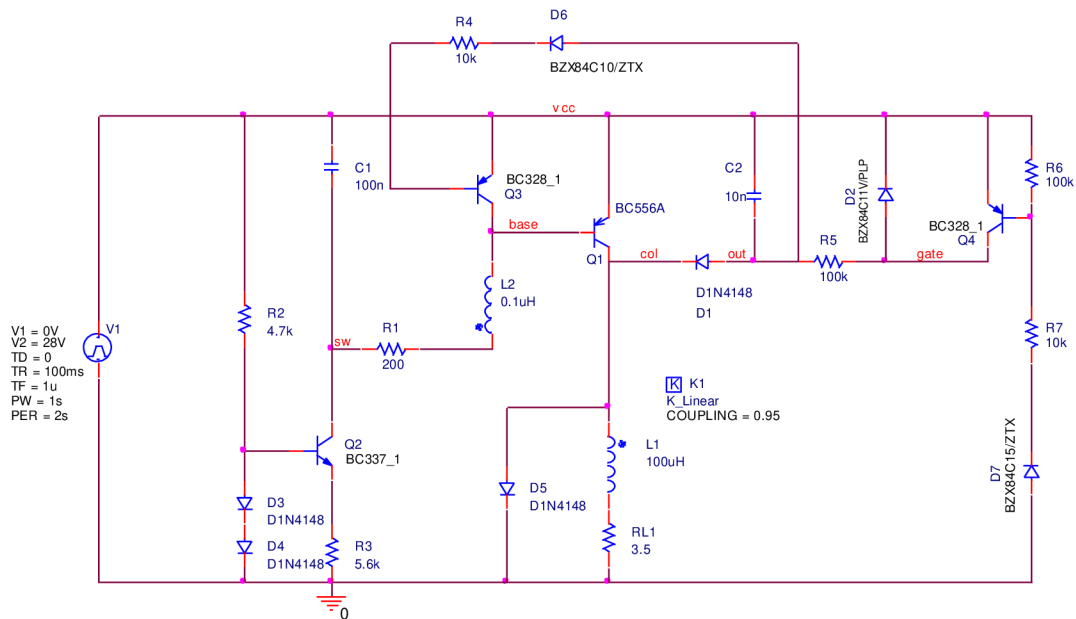 R4
10k
D6
BZX84C10/ZTX
vcc
C1
100n
BC328_1
Q3
base
BC556A
Q1
C2
10n
D2
BZX84C11V/PLP
BC328_1
Q4
R6
100k
col
out
R5
100k
gate
D1N4148
D1
L2
0.1uH
R2
4.7k
sw
R1
200
V1
V1 = 0V
V2 = 28V
TD = 0
TR = 100ms
TF = 1u
PW = 1s
PER = 2s
R7
10k
K K1
K_Linear
COUPLING = 0.95
Q2
BC337_1
L1
100uH
D7
BZX84C15/ZTX
D3
D1N4148
D5
D1N4148
D4
D1N4148
R3
5.6k
RL1
3.5
0